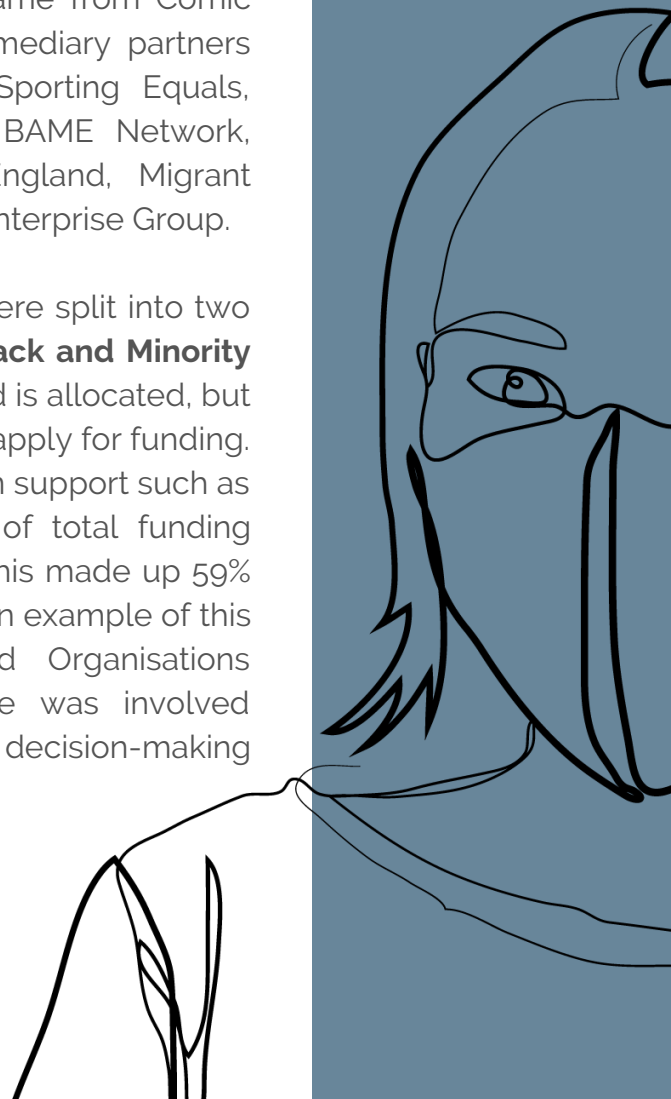 ame from Comic
mediary partners
Sporting Equals,
BAME Network,
England, Migrant
nterprise Group.
ere split into two
ack and Minority
d is allocated, but
apply for funding.
n support such as
of total funding
his made up 59%
n example of this
d Organisations
e was involved
decision-making